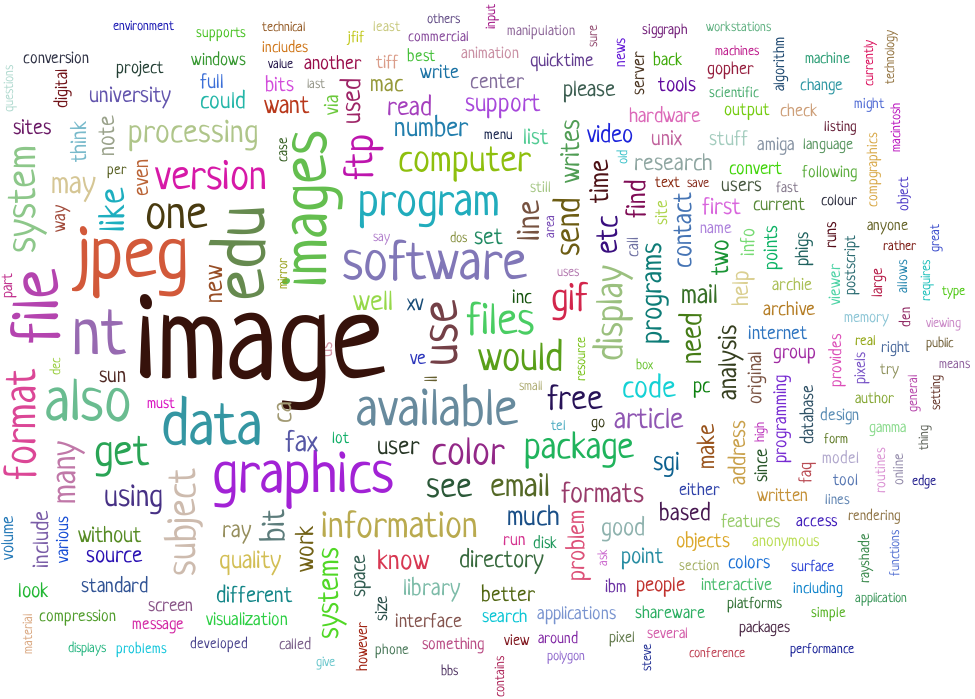 input
others
environment
supports
technical
jfif
least
commercial
manipulation
sure
siggraph
workstations
conversion
windows
includes
value
another
tiff
best
animation
quicktime
news
back
machines
algorithm
machine
currently
technology
questions
digital
project
full
bits
last
mac
write
center
please
server
gopher
tools
scientific
change
university
could
want
via
used
read
support
hardware
output
check
might
macintosh
sites
think
note
processing
case
number
menu
list
writes
video
old
unix
stuff
amiga
listing
language
compgraphics
system
may
per
even
version
images
ftp
computer
still
time
research
text
save
convert
users
fast
following
colour
object
way
like
one
edu
program
line
area
send
etc
find
site
contact
first
current
name
anyone
jpeg
new
mirror
say
dos
set
call
two
info
points
phigs
runs
rather
great
part
file
software
uses
display
programs
help
archie
viewer
postscript
large
allows
requires
type
nt
image
us
well
xv
use
inc
files
gif
need
mail
archive
memory
den
viewing
dec
sun
ve
would
resource
analysis
internet
original
group
provides
pixels
real
right
public
means
format
also
must
ca
available
small
free
box
code
pc
database
try
author
general
setting
data
fax
lot
tel
go
article
programming
design
gamma
many
get
user
color
package
make
address
since
high
form
faq
model
routines
online
thing
graphics
using
subject
see
email
sgi
formats
either
written
tool
lines
edge
volume
include
various
without
ray
bit
work
information
much
problem
good
based
features
access
rendering
source
quality
run
disk
ask
objects
anonymous
rayshade
functions
look
standard
systems
space
know
directory
point
section
colors
surface
different
size
library
better
ibm
people
interactive
including
application
material
compression
screen
message
visualization
interface
search
applications
shareware
platforms
simple
displays
problems
developed
called
however
phone
something
view
around
pixel
several
packages
give
bbs
contains
polygon
steve
conference
performance